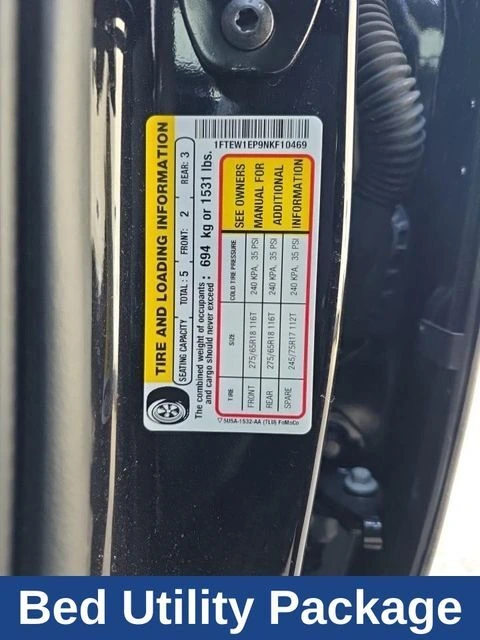 1FTEW1EP9NKF10469
TIRE AND LOADING INFORMATION
SEATING CAPACITY TOTAL: 5 FRONT: 2 REAR: 3
The combined weight of occupants : 694 kg or 1531 lbs.
and cargo should never exceed :
TIRE SIZE COLD TIRE PRESSURE
FRONT 275/65R18 116T 240 KPA, 35 PSI
REAR 275/65R18 116T 240 KPA, 35 PSI
SPARE 245/75R17 112T 240 KPA, 35 PSI
SEE OWNERS
MANUAL FOR
ADDITIONAL
INFORMATION
5U5A-1532-AA (TL0) FoMoCo
Bed Utility Package